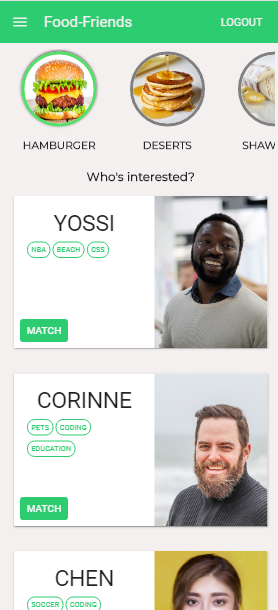 Food-Friends LOGOUT
HAMBURGER DESERTS SHAW
Who's interested?
YOSSI
NBA BEACH CSS
MATCH
CORINNE
PETS CODING
EDUCATION
MATCH
CHEN
SOCCER CODING